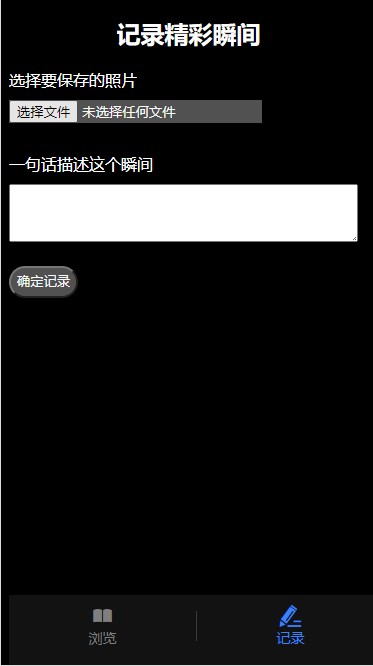 记录精彩瞬间
选择要保存的照片
选择文件 未选择任何文件
一句话描述这个瞬间
确定记录
浏览 记录